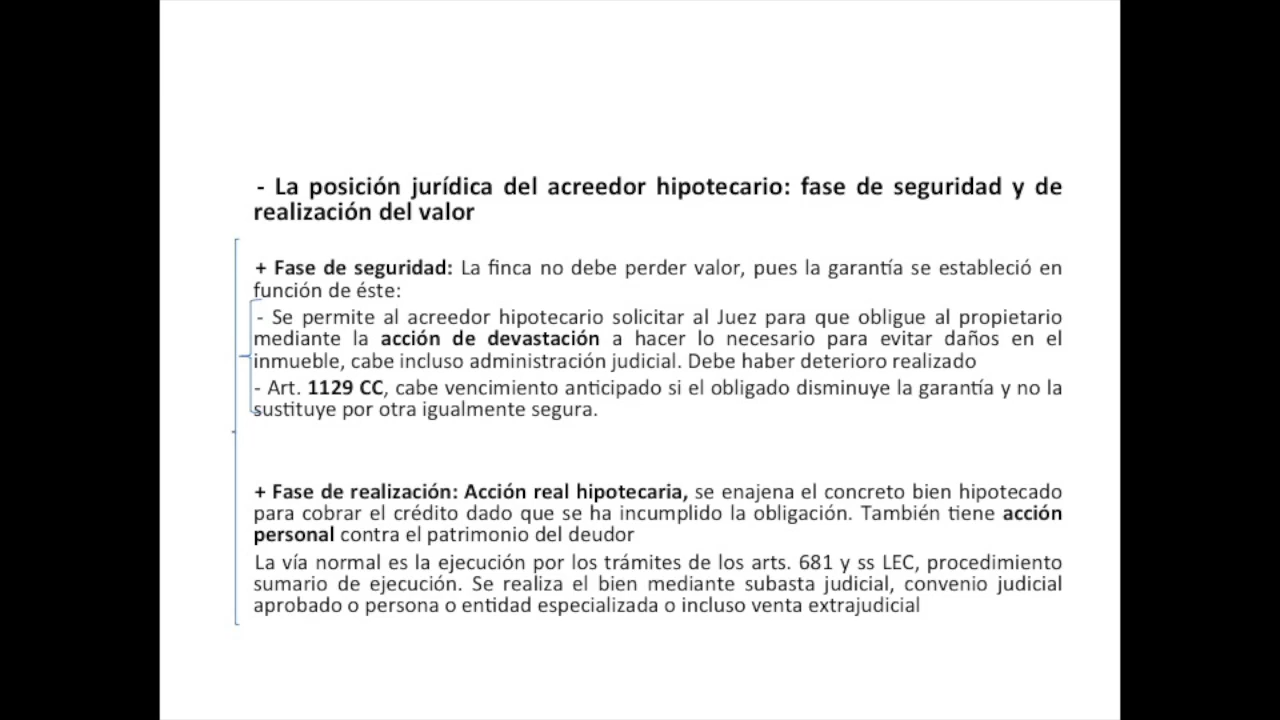 - La posición jurídica del acreedor hipotecario: fase de seguridad y de
realización del valor
+ Fase de seguridad: La finca no debe perder valor, pues la garantía se estableció en
función de éste:
- Se permite al acreedor hipotecario solicitar al Juez para que obligue al propietario
mediante la acción de devastación a hacer lo necesario para evitar daños en el
inmueble, cabe incluso administración judicial. Debe haber deterioro realizado
- Art. 1129 CC, cabe vencimiento anticipado si el obligado disminuye la garantía y no la
sustituye por otra igualmente segura.
+ Fase de realización: Acción real hipotecaria, se enajena el concreto bien hipotecado
para cobrar el crédito dado que se ha incumplido la obligación. También tiene acción
personal contra el patrimonio del deudor
La vía normal es la ejecución por los trámites de los arts. 681 y ss LEC, procedimiento
sumario de ejecución. Se realiza el bien mediante subasta judicial, convenio judicial
aprobado o persona o entidad especializada o incluso venta extrajudicial